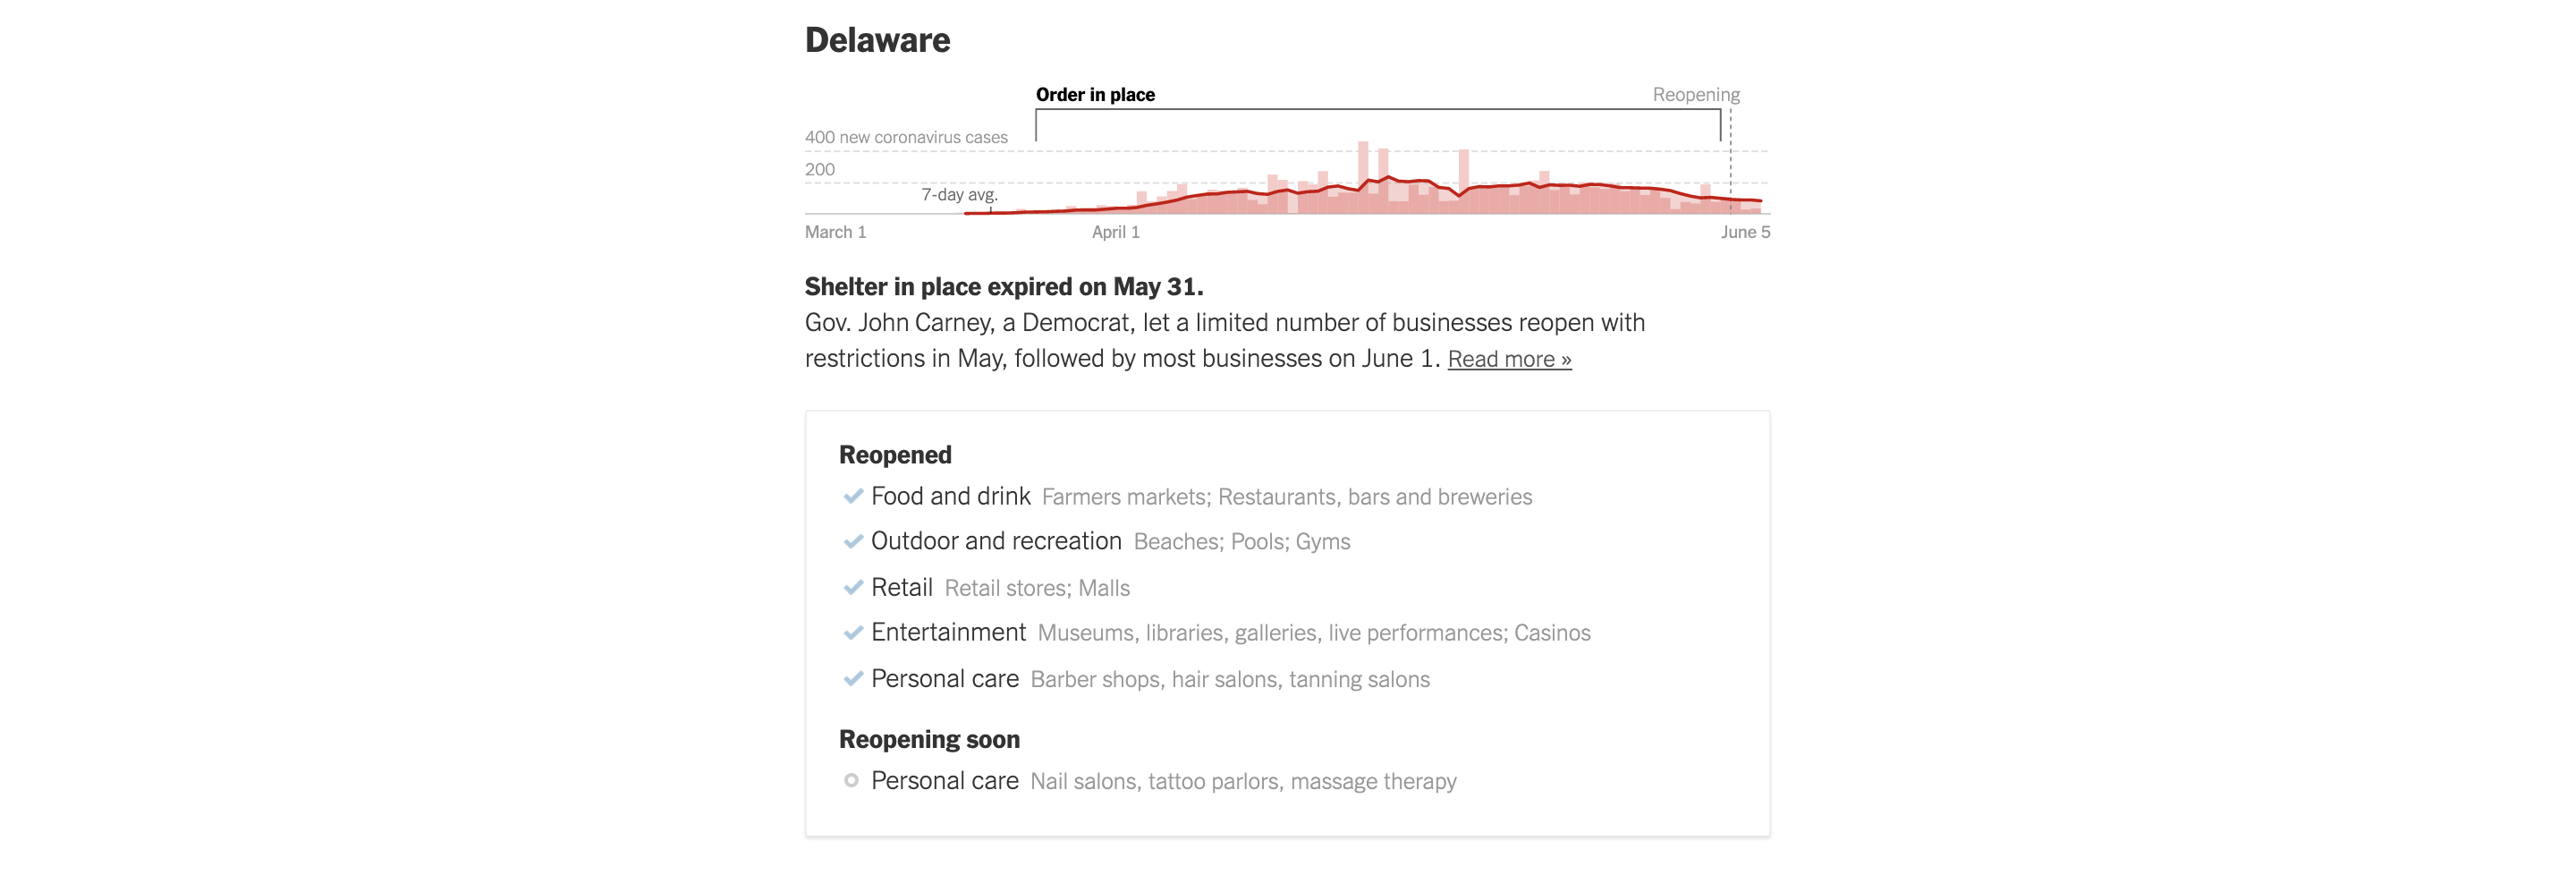 Delaware
Order in place
Reopening
400 new coronavirus cases
200
7-day avg.
March 1
April 1
June 5
Shelter in place expired on May 31.
Gov. John Carney, a Democrat, let a limited number of businesses reopen with
restrictions in May, followed by most businesses on June 1. Read more »
Reopened
Food and drink Farmers markets; Restaurants, bars and breweries
Outdoor and recreation Beaches; Pools; Gyms
Retail Retail stores; Malls
Entertainment Museums, libraries, galleries, live performances; Casinos
Personal care Barber shops, hair salons, tanning salons
Reopening soon
Personal care Nail salons, tattoo parlors, massage therapy